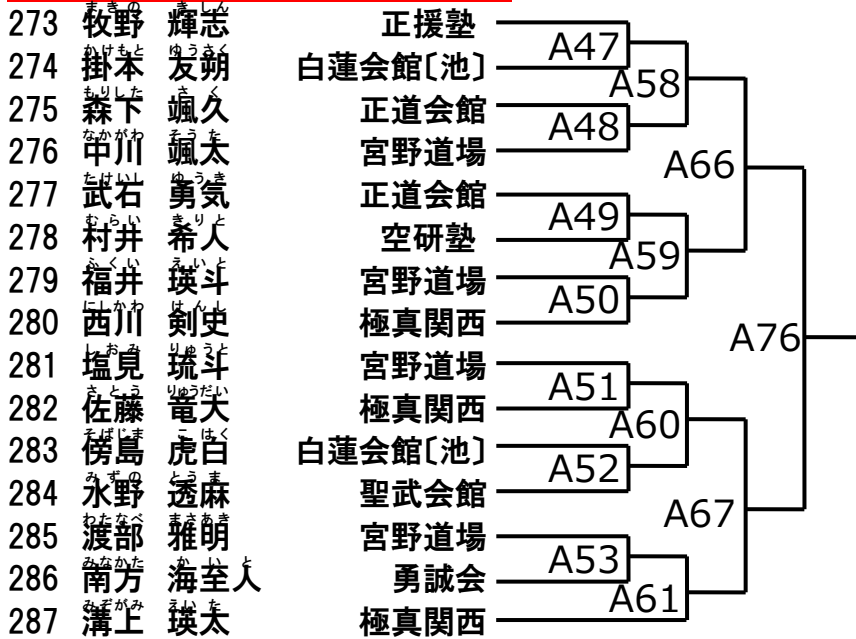 273 牧野 輝志 正援塾
274 掛本 友朔 白蓮会館〔池〕
275 森下 颯久 正道会館
276 中川 颯太 宮野道場
277 武石 勇気 正道会館
278 村井 希人 空研塾
279 福井 瑛斗 宮野道場
280 西川 剣史 極真関西
281 塩見 琉斗 宮野道場
282 佐藤 竜大 極真関西
283 傍島 虎白 白蓮会館〔池〕
284 水野 透麻 聖武会館
285 渡部 雅明 宮野道場
286 南方 海至人 勇誠会
287 溝上 瑛太 極真関西
A47
A58
A48
A66
A49
A59
A50
A76
A51
A60
A52
A67
A53
A61